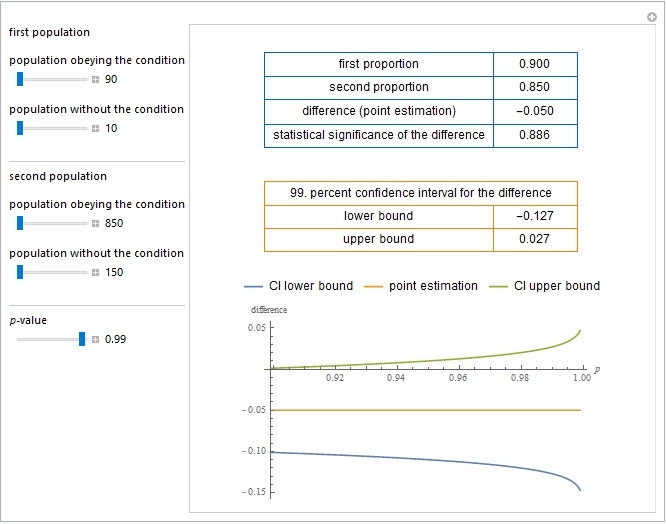 first population
population obeying the condition
90
population without the condition
10
second population
population obeying the condition
850
population without the condition
150
p-value
0.99
first proportion 0.900
second proportion 0.850
difference (point estimation) −0.050
statistical significance of the difference 0.886
99. percent confidence interval for the difference
lower bound −0.127
upper bound 0.027
CI lower bound point estimation CI upper bound
difference
0.05
p
0.92 0.94 0.96 0.98 1.00
−0.05
−0.10
−0.15